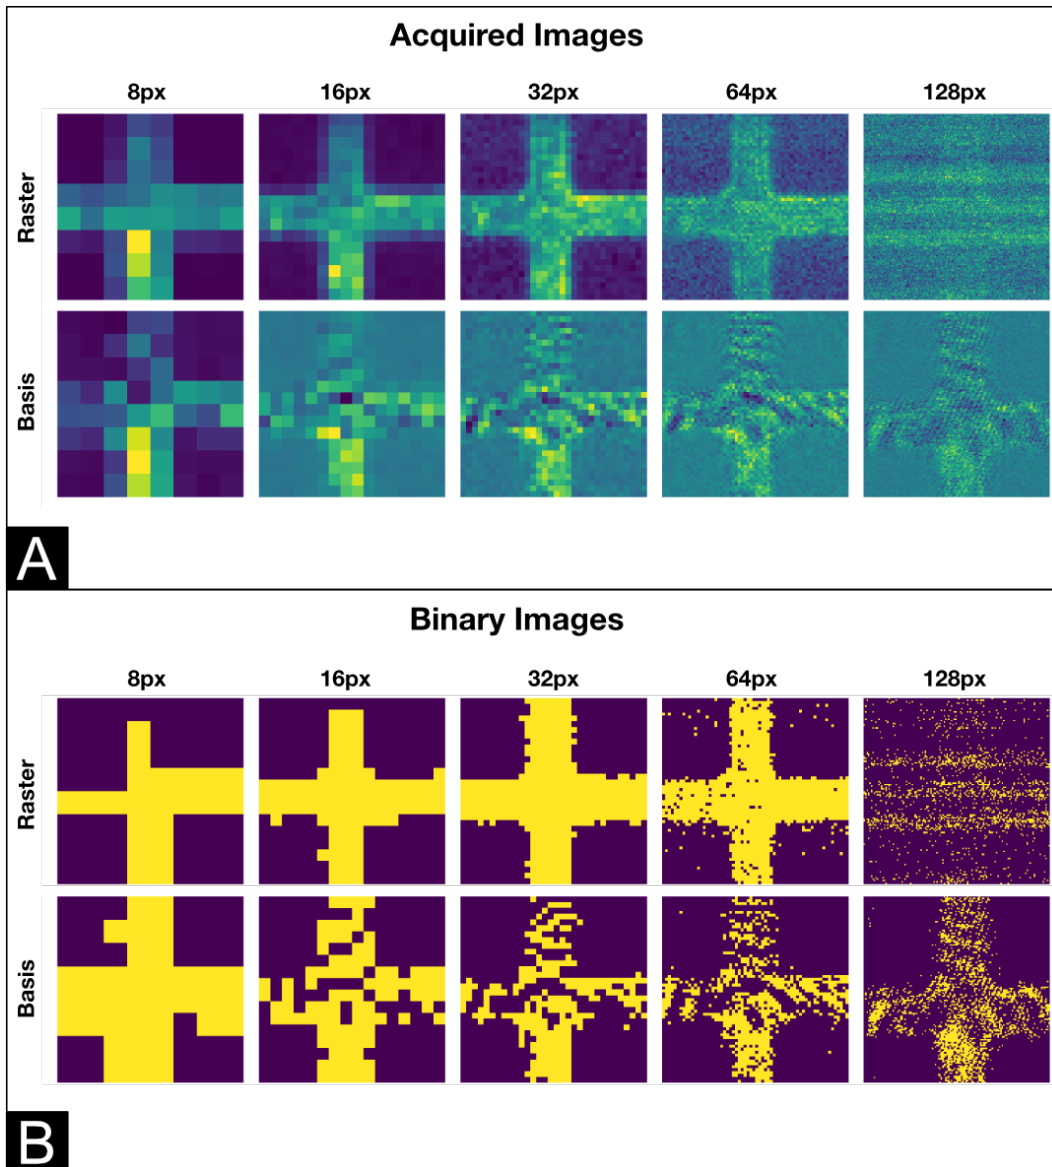 Acquired Images
8px 16px 32px 64px 128px
Raster
Basis
A
Binary Images
8px 16px 32px 64px 128px
Raster
Basis
B